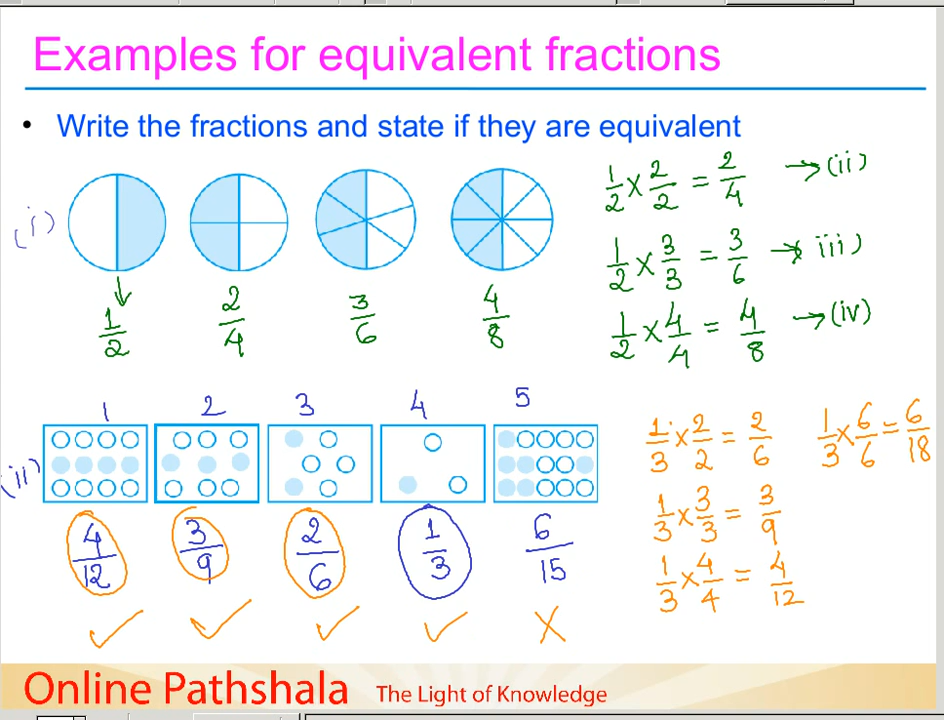 Examples for equivalent fractions
• Write the fractions and state if they are equivalent
(i)
1/2 2/4 3/6 4/8
1/2 × 2/2 = 2/4 → (ii)
1/2 × 3/3 = 3/6 → iii)
1/2 × 4/4 = 4/8 → (iv)
1 2 3 4 5
(ii)
4/12 3/9 2/6 1/3 6/15
✓ ✓ ✓ ✓ X
1/3 × 2/2 = 2/6 1/3 × 6/6 = 6/18
1/3 × 3/3 = 3/9
1/3 × 4/4 = 4/12
Online Pathshala The Light of Knowledge